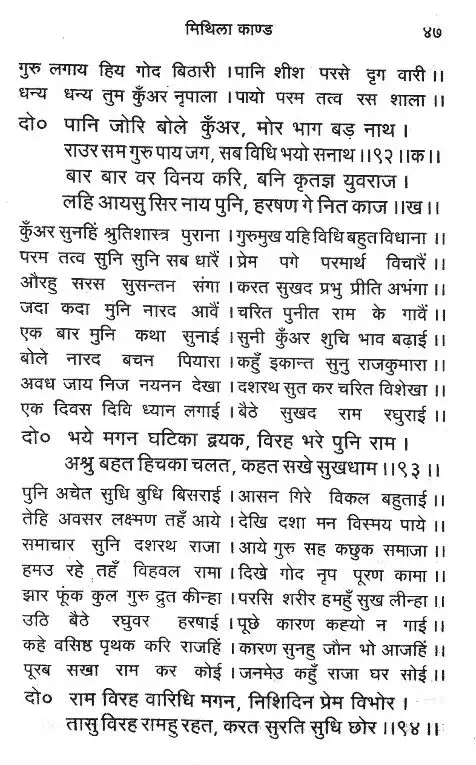 मिथिला काण्ड ४७
गुरु लगाय हिय गोद बिठारी । पानि शीश परसे दृग वारी ।।
धन्य धन्य तुम कुँअर नृपाला । पायो परम तत्व रस शाला ।।
दो० पानि जोरि बोले कुँअर, मोर भाग बड़ नाथ ।
राउर सम गुरु पाय जग, सब विधि भयो सनाथ ।।९२।।क ।।
बार बार वर विनय करि, बनि कृतज्ञ युवराज ।
लहि आयसु सिर नाय पुनि, हरषण गे नित काज ।।ख ।।
कुँअर सुनहिं श्रुतिशास्त्र पुराना । गुरुमुख यहि विधि बहुत विधाना ।।
परम तत्व सुनि सुनि सब धारैं । प्रेम पगे परमार्थ विचारैं ।।
औरहु सरस सुसन्तन संगा । करत सुखद प्रभु प्रीति अभंगा ।।
जदा कदा मुनि नारद आवैं । चरित पुनीत राम के गावैं ।।
एक बार मुनि कथा सुनाई । सुनी कुँअर शुचि भाव बढ़ाई ।।
बोले नारद बचन पियारा । कहुँ इकान्त सुनु राजकुमारा ।।
अवध जाय निज नयनन देखा । दशरथ सुत कर चरित विशेखा ।।
एक दिवस दिवि ध्यान लगाई । बैठे सुखद राम रघुराई ।।
दो० भये मगन घटिका द्वयक, विरह भरे पुनि राम ।
अश्रु बहत हिचका चलत, कहत सखे सुखधाम ।।९३।।
पुनि अचेत सुधि बुधि बिसराई । आसन गिरे विकल बहुताई ।।
तेहि अवसर लक्ष्मण तहँ आये । देखि दशा मन विस्मय पाये ।।
समाचार सुनि दशरथ राजा । आये गुरु सह कछुक समाजा ।।
हमउ रहे तहँ विहवल रामा । दिखे गोद नृप पूरण कामा ।।
झार फूंक कुल गुरु द्रुत कीन्हा । परसि शरीर हमहुँ सुख लीन्हा ।।
उठि बैठे रघुवर हरषाई । पूछे कारण कह्यो न गाई ।।
कहे वसिष्ठ पृथक करि राजहिं । कारण सुनहु जौन भो आजहिं ।।
पूरब सखा राम कर कोई । जनमेउ कहुँ राजा घर सोई ।।
दो० राम विरह वारिधि मगन, निशिदिन प्रेम विभोर ।
तासु विरह रामहु रहत, करत सुरति सुधि छोर ।।९४।।